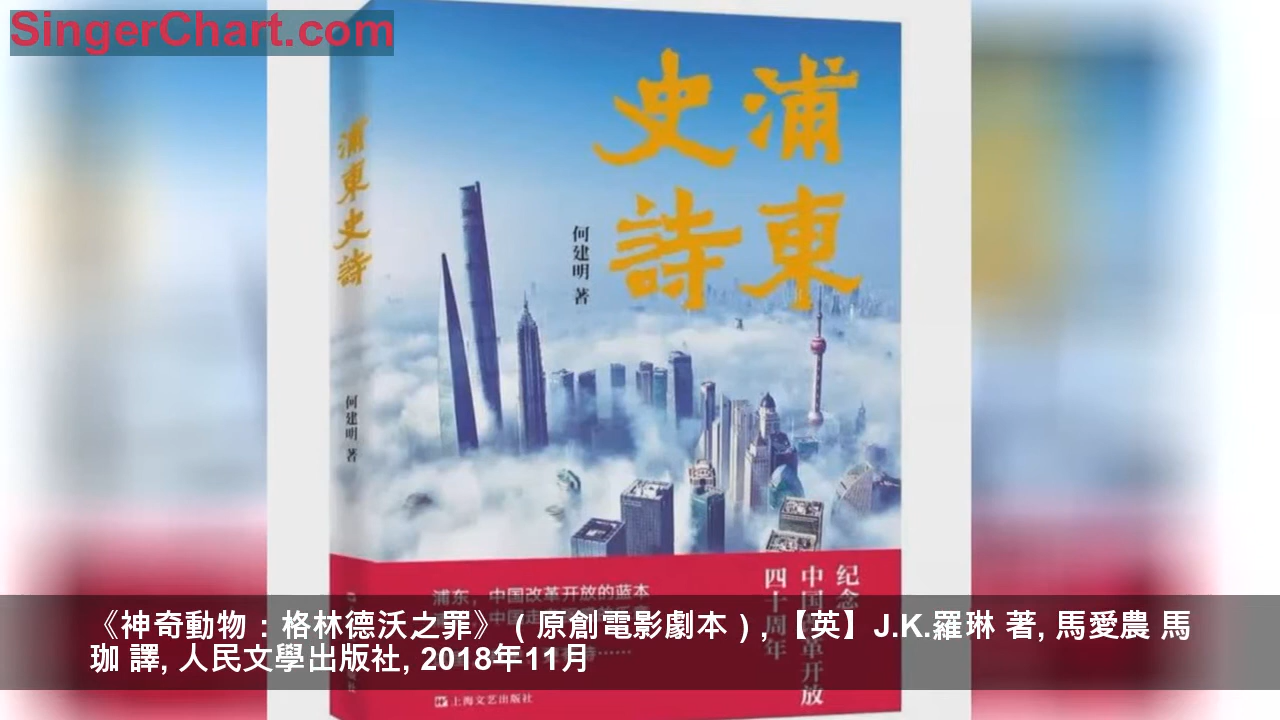 SingerChart.com
浦東
史詩
何建明 著
浦東史詩
何建明 著
浦东，中国改革开放的蓝本
纪念
中国改革开放
四十周年
《神奇動物：格林德沃之罪》（原創電影劇本）, 【英】J.K.羅琳 著, 馬愛農 馬
珈 譯, 人民文學出版社, 2018年11月
上海文艺出版社